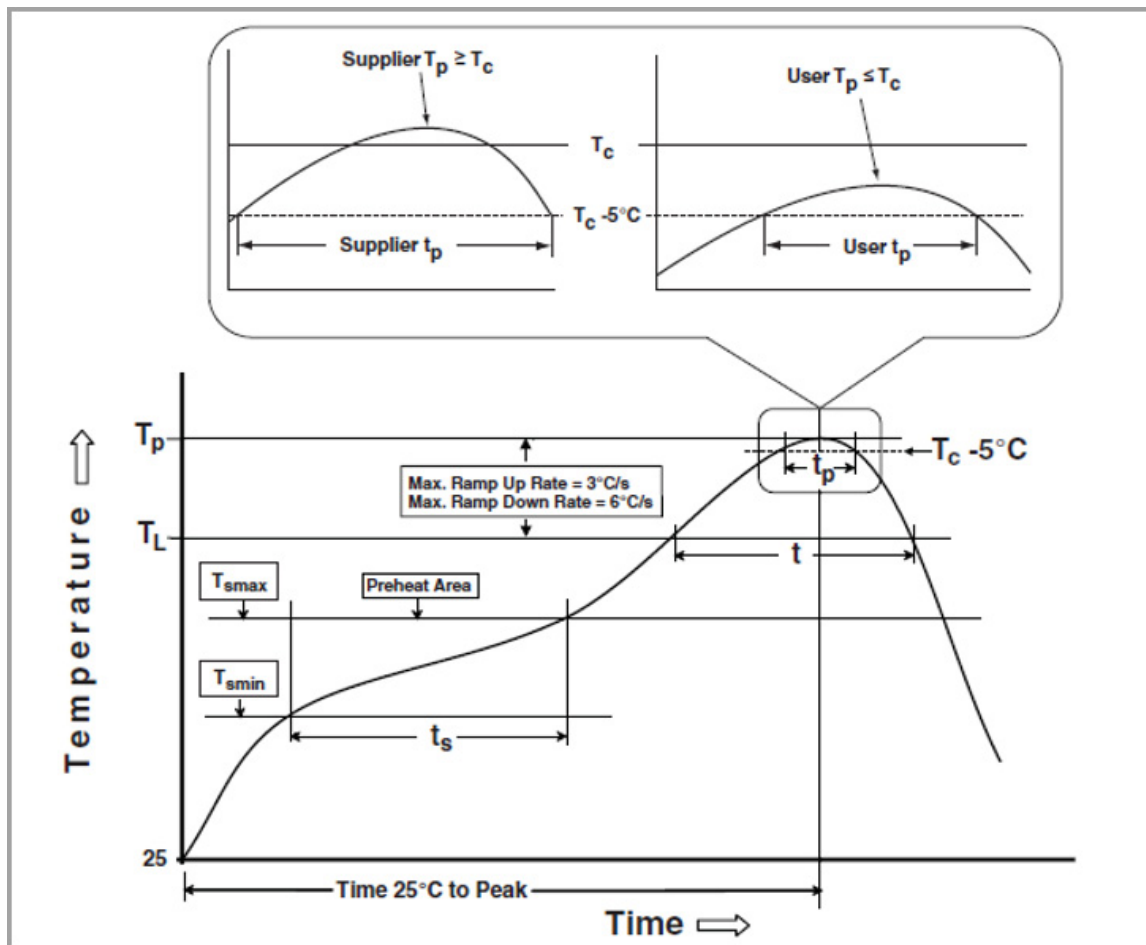 Supplier Tp ≥ Tc
User Tp ≤ Tc
Tc
Tc -5°C
Supplier tp
User tp
Tp
Tc -5°C
tp
Max. Ramp Up Rate = 3°C/s
Max. Ramp Down Rate = 6°C/s
TL
t
Tsmax
Preheat Area
Tsmin
ts
Temperature
25
Time 25°C to Peak
Time